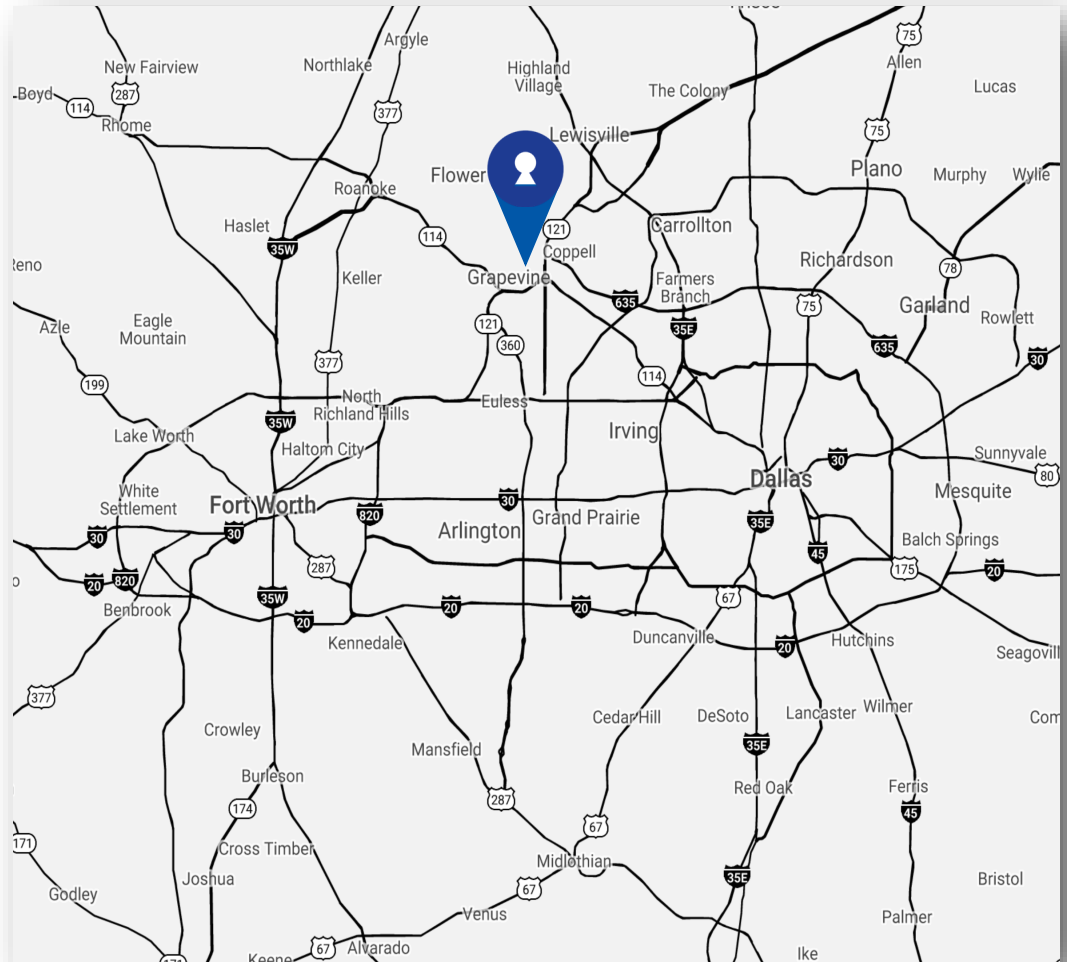 75
Argyle
Allen
New Fairview
Northlake
Highland
Village
Lucas
287
The Colony
Boyd
114
377
Rhome
Lewisville
75
Plano
Flower
Murphy
Wylie
Roanoke
Haslet
121
Carrollton
114
35W
Coppell
Richardson
78
Keller
Grapevine
Farmers
Branch
635
75
Garland
Rowlett
Azle
Eagle
Mountain
121
35E
360
635
30
377
114
199
North
Richland Hills
Euless
35W
Irving
Lake Worth
Haltom City
30
Sunnyvale
80
Dallas
White
Settlement
Fort Worth
30
Mesquite
820
Grand Prairie
35E
Arlington
30
30
Balch Springs
45
287
175
20
20
820
35W
67
Benbrook
20
20
20
Kennedale
Duncanville
20
Hutchins
Seagovill
377
Crowley
Cedar Hill
DeSoto
Lancaster
Wilmer
Com
Mansfield
35E
Burleson
Red Oak
Ferris
174
287
45
67
171
Cross Timber
Midlothian
Joshua
35E
Bristol
Godley
67
Venus
Palmer
67
Alvarado
Ike
Keene